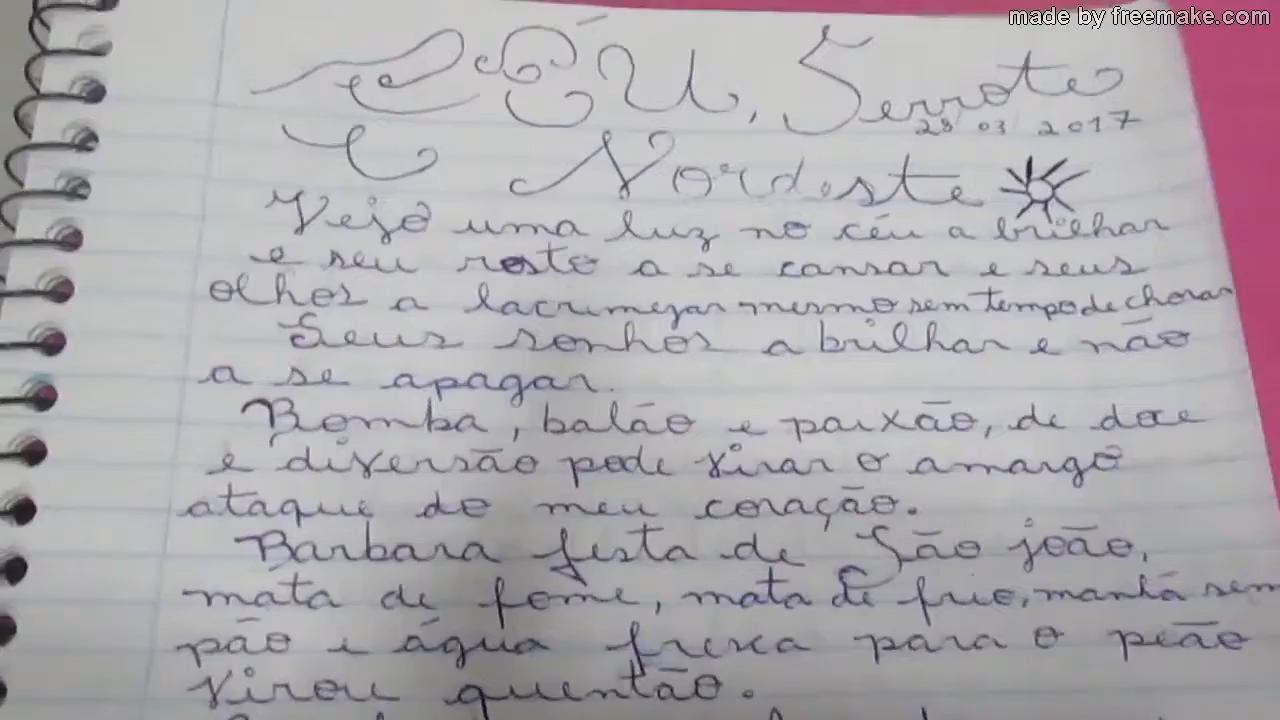 made by freemake.com
Céu, Serrote
28 03 2017
e Nordeste
Vejo uma luz no céu a brilhar
e seu rosto a se cansar e seus
olhos a lacrumejar mesmo sem tempo de chorar
Seus sonhos a brilhar e não
a se apagar.
Bomba, balão e paixão, de doce
e diversão pode virar o amargo
ataque do meu coração.
Barbara festa de São joão,
mata de fome, mata de frio, manhã sem
pão e água fresca para o peão
virou quentão.